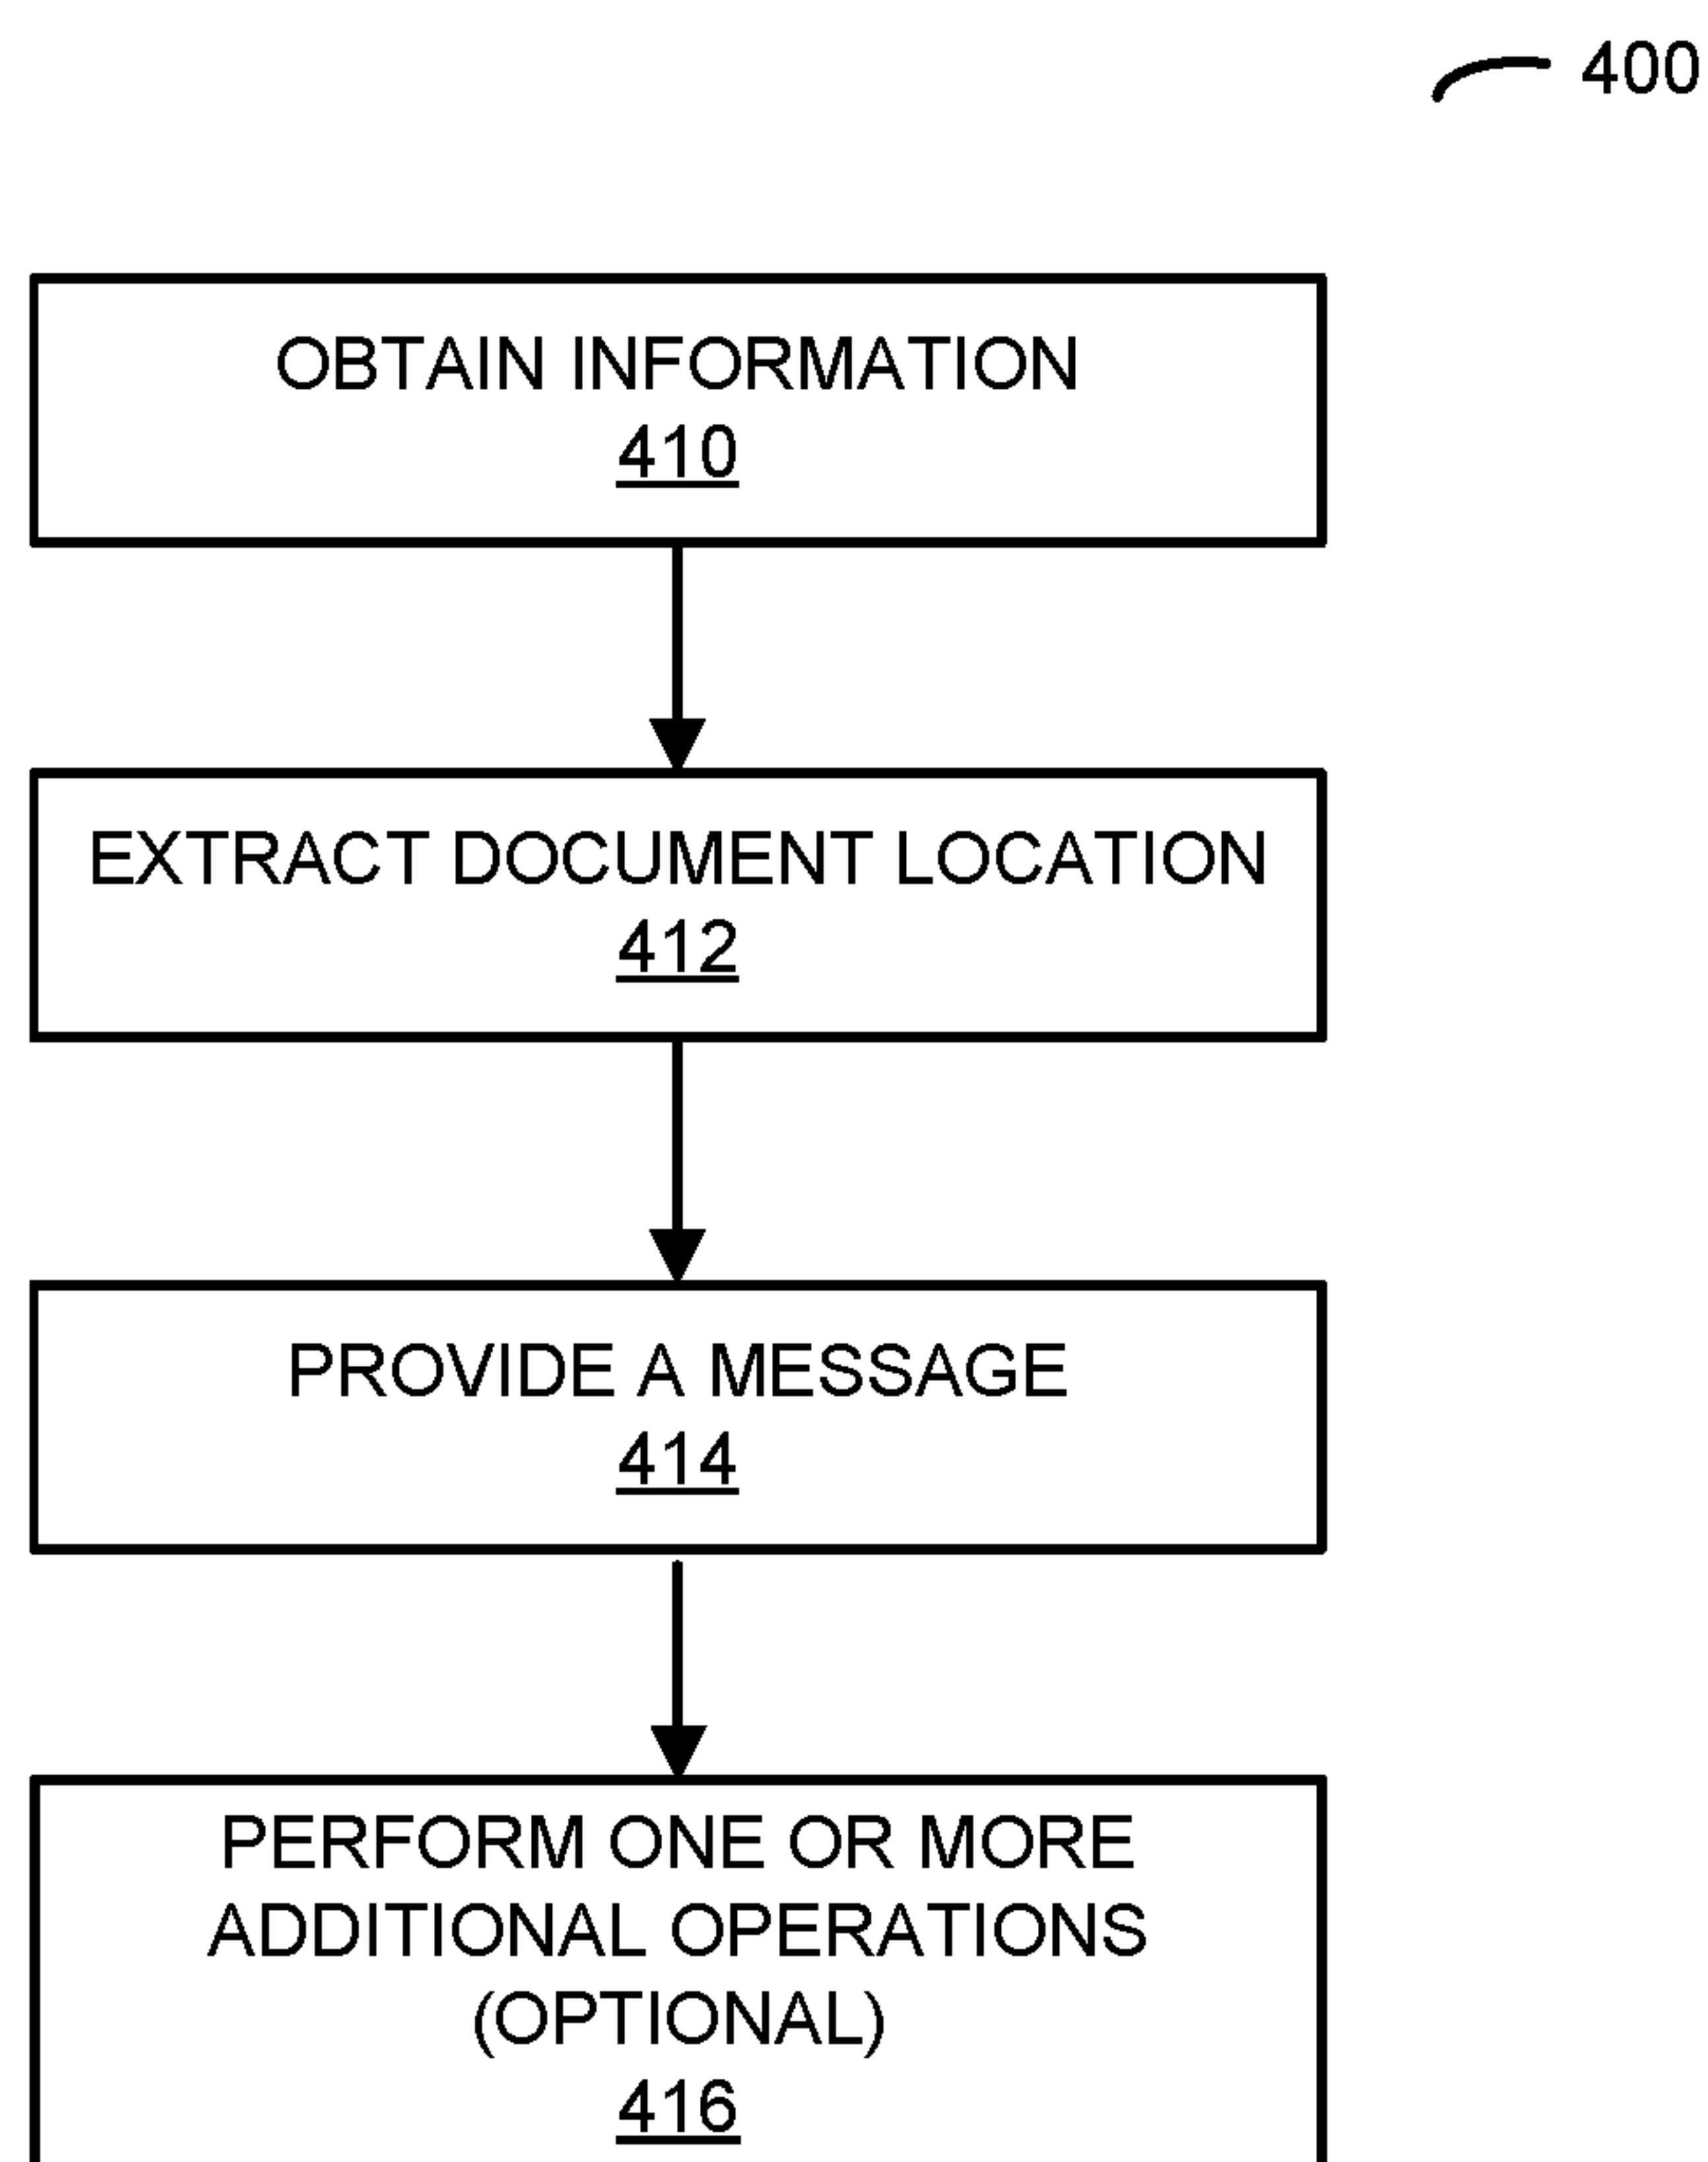 400
OBTAIN INFORMATION
410
EXTRACT DOCUMENT LOCATION
412
PROVIDE A MESSAGE
414
PERFORM ONE OR MORE
ADDITIONAL OPERATIONS
(OPTIONAL)
416